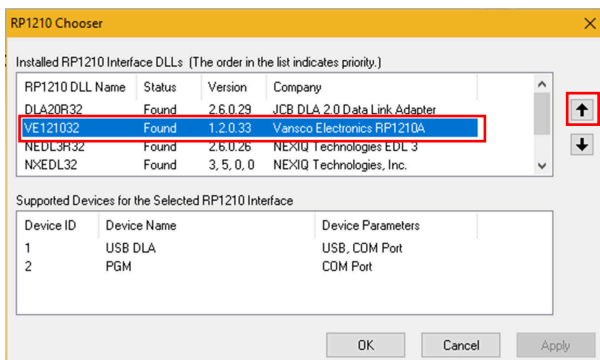 RP1210 Chooser
Installed RP1210 Interface DLLs (The order in the list indicates priority.)
RP1210 DLL Name Status Version Company
DLA20R32 Found 2.6.0.29 JCB DLA 2.0 Data Link Adapter
VE121032 Found 1.2.0.33 Vansco Electronics RP1210A
NEDL3R32 Found 2.6.0.26 NEXIQ Technologies EDL 3
NXEDL32 Found 3, 5, 0, 0 NEXIQ Technologies, Inc.
Supported Devices for the Selected RP1210 Interface
Device ID Device Name Device Parameters
1 USB DLA USB, COM Port
2 PGM COM Port
OK Cancel Apply